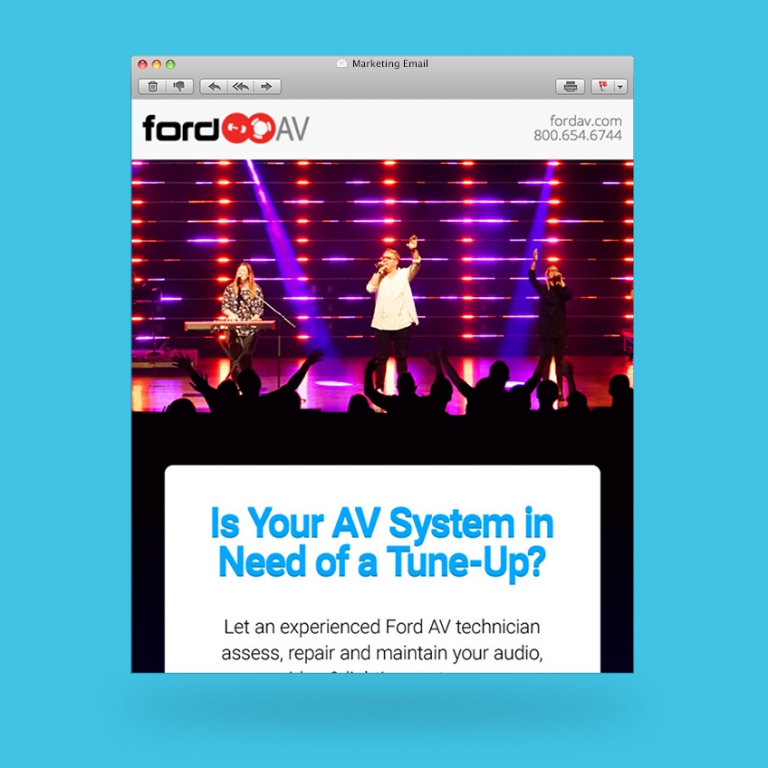 Marketing Email
ford AV
fordav.com
800.654.6744
Is Your AV System in
Need of a Tune-Up?
Let an experienced Ford AV technician
assess, repair and maintain your audio,